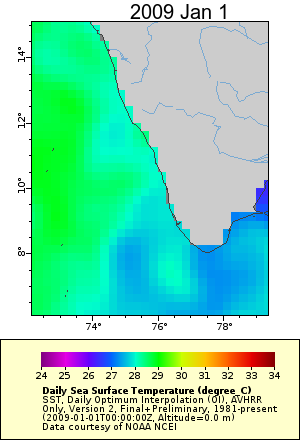 2009 Jan 1
14°
12°
10°
8°
74° 76° 78°
24 25 26 27 28 29 30 31 32 33 34
Daily Sea Surface Temperature (degree_C)
SST, Daily Optimum Interpolation (OI), AVHRR
Only, Version 2, Final+Preliminary, 1981-present
(2009-01-01T00:00:00Z, Altitude=0.0 m)
Data courtesy of NOAA NCEI